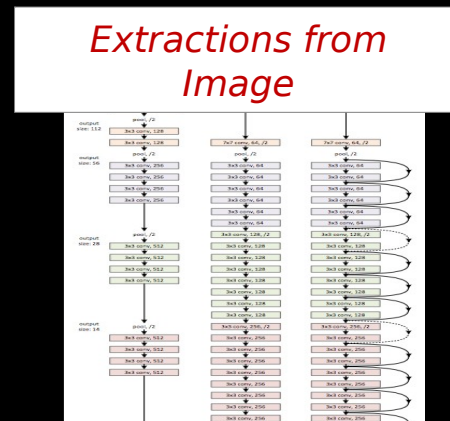 Extractions from
Image
output
size: 112
pool, /2
3x3 conv, 128
3x3 conv, 128
pool, /2
output
size: 56
3x3 conv, 256
3x3 conv, 256
3x3 conv, 256
3x3 conv, 256
output
size: 28
pool, /2
3x3 conv, 512
3x3 conv, 512
3x3 conv, 512
3x3 conv, 512
output
size: 14
pool, /2
3x3 conv, 512
3x3 conv, 512
3x3 conv, 512
3x3 conv, 512
7x7 conv, 64, /2
pool, /2
3x3 conv, 64
3x3 conv, 64
3x3 conv, 64
3x3 conv, 64
3x3 conv, 64
3x3 conv, 64
3x3 conv, 128, /2
3x3 conv, 128
3x3 conv, 128
3x3 conv, 128
3x3 conv, 128
3x3 conv, 128
3x3 conv, 128
3x3 conv, 128
3x3 conv, 256, /2
3x3 conv, 256
3x3 conv, 256
3x3 conv, 256
3x3 conv, 256
3x3 conv, 256
3x3 conv, 256
3x3 conv, 256
3x3 conv, 256
7x7 conv, 64, /2
pool, /2
3x3 conv, 64
3x3 conv, 64
3x3 conv, 64
3x3 conv, 64
3x3 conv, 64
3x3 conv, 64
3x3 conv, 128, /2
3x3 conv, 128
3x3 conv, 128
3x3 conv, 128
3x3 conv, 128
3x3 conv, 128
3x3 conv, 128
3x3 conv, 128
3x3 conv, 256, /2
3x3 conv, 256
3x3 conv, 256
3x3 conv, 256
3x3 conv, 256
3x3 conv, 256
3x3 conv, 256
3x3 conv, 256
3x3 conv, 256